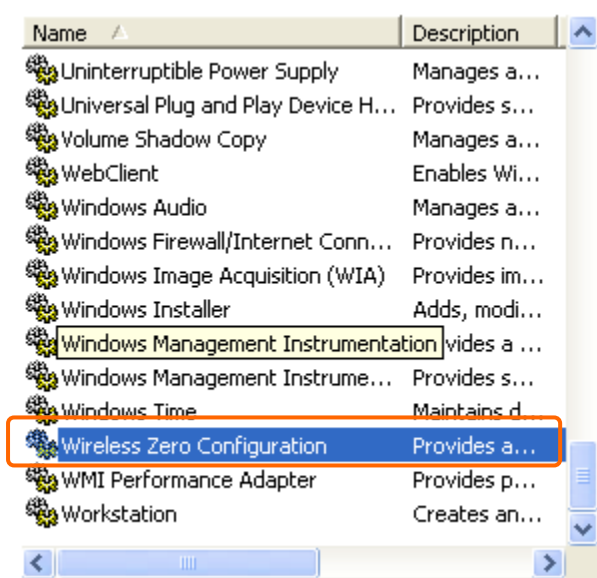 Name Description
Uninterruptible Power Supply Manages a...
Universal Plug and Play Device H... Provides s...
Volume Shadow Copy Manages a...
WebClient Enables Wi...
Windows Audio Manages a...
Windows Firewall/Internet Conn... Provides n...
Windows Image Acquisition (WIA) Provides im...
Windows Installer Adds, modi...
Windows Management Instrumentation vides a ...
Windows Management Instrume... Provides s...
Windows Time Maintains d...
Wireless Zero Configuration Provides a...
WMI Performance Adapter Provides p...
Workstation Creates an...